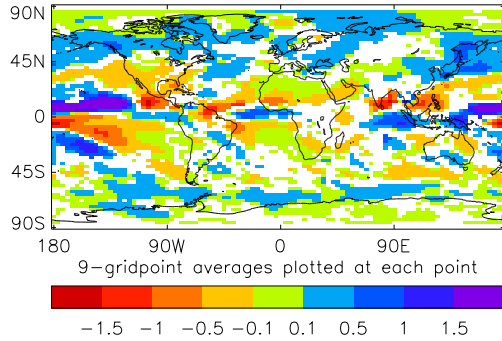 90N
45N
0
45S
90S
180 90W 0 90E
9-gridpoint averages plotted at each point
-1.5 -1 -0.5 -0.1 0.1 0.5 1 1.5